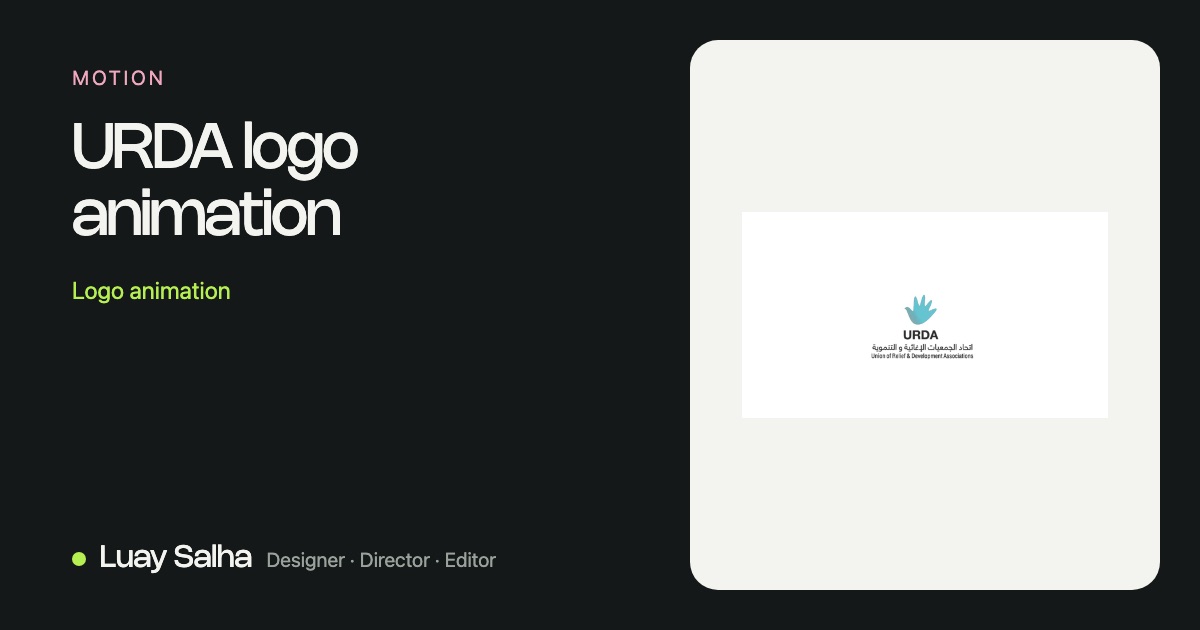 MOTION
URDA logo
animation
Logo animation
Luay Salha Designer · Director · Editor
URDA
اتحاد الجمعيات الإغاثية و التنموية
Union of Relief & Development Associations